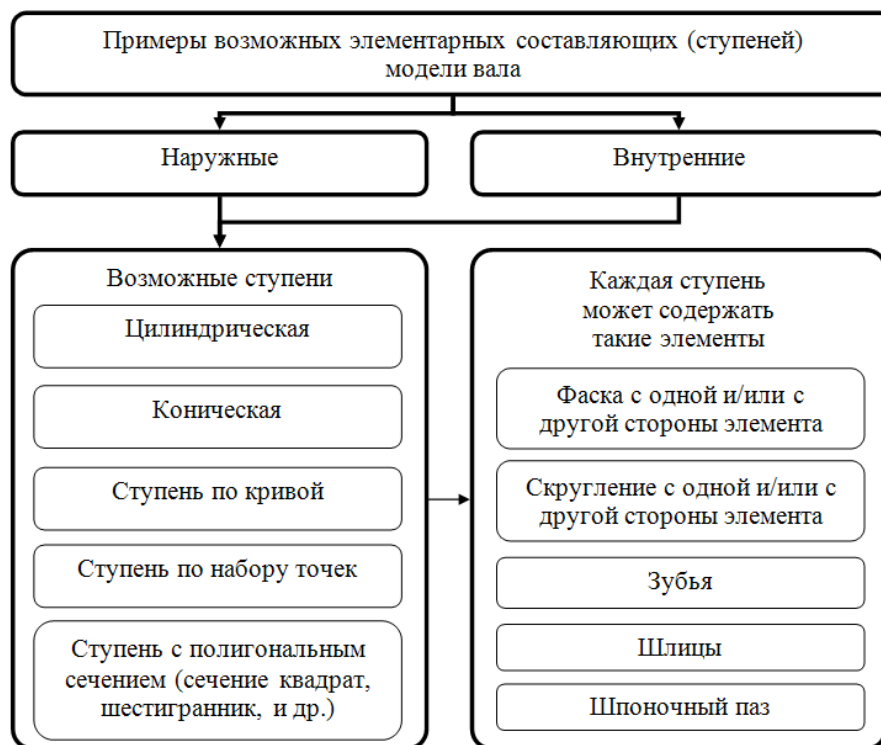 Примеры возможных элементарных составляющих (ступеней)
модели вала
Наружные
Внутренние
Возможные ступени
Цилиндрическая
Коническая
Ступень по кривой
Ступень по набору точек
Ступень с полигональным
сечением (сечение квадрат,
шестигранник, и др.)
Каждая ступень
может содержать
такие элементы
Фаска с одной и/или с
другой стороны элемента
Скругление с одной и/или с
другой стороны элемента
Зубья
Шлицы
Шпоночный паз